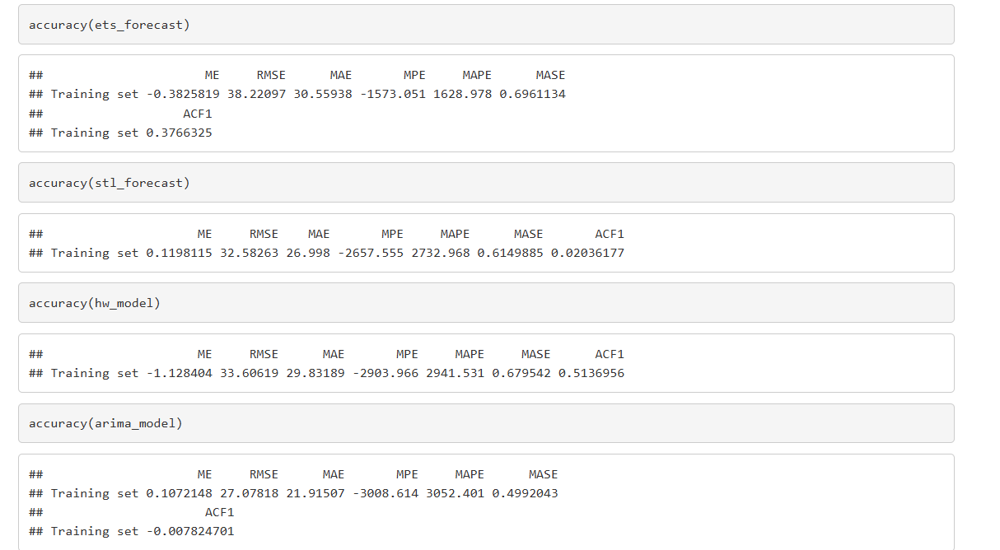 accuracy(ets_forecast)
##                        ME     RMSE      MAE       MPE     MAPE      MASE
## Training set -0.3825819 38.22097 30.55938 -1573.051 1628.978 0.6961134
##                   ACF1
## Training set 0.3766325
accuracy(stl_forecast)
##                     ME     RMSE    MAE       MPE     MAPE      MASE       ACF1
## Training set 0.1198115 32.58263 26.998 -2657.555 2732.968 0.6149885 0.02036177
accuracy(hw_model)
##                     ME     RMSE      MAE       MPE     MAPE     MASE      ACF1
## Training set -1.128404 33.60619 29.83189 -2903.966 2941.531 0.679542 0.5136956
accuracy(arima_model)
##                     ME     RMSE      MAE       MPE     MAPE      MASE
## Training set 0.1072148 27.07818 21.91507 -3008.614 3052.401 0.4992043
##                      ACF1
## Training set -0.007824701